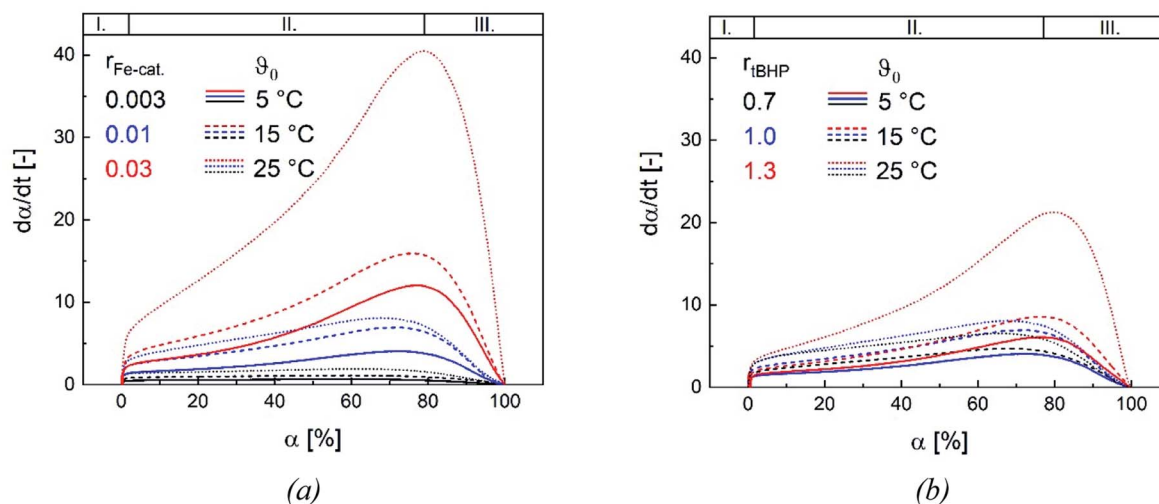 I. II. III.
r_Fe-cat. ϑ_0
0.003 5 °C
0.01 15 °C
0.03 25 °C
40
30
20
10
0
dα/dt [-]
0 20 40 60 80 100
α [%]
(a)
I. II. III.
r_tBHP ϑ_0
0.7 5 °C
1.0 15 °C
1.3 25 °C
40
30
20
10
0
dα/dt [-]
0 20 40 60 80 100
α [%]
(b)